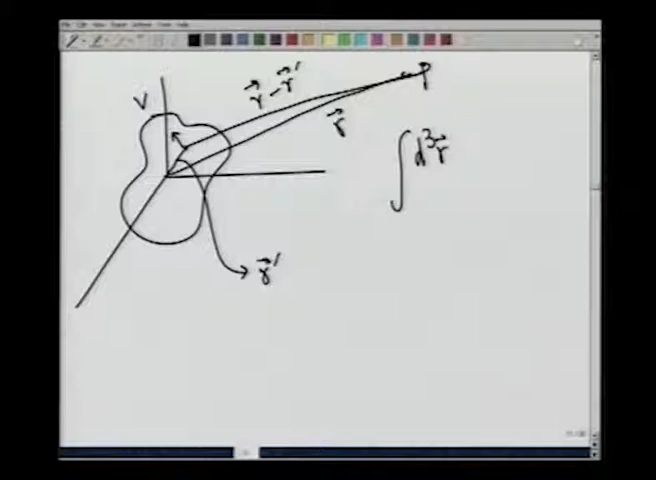 V
r⃗ - r⃗'
P
r⃗
∫ d³r⃗
r⃗'